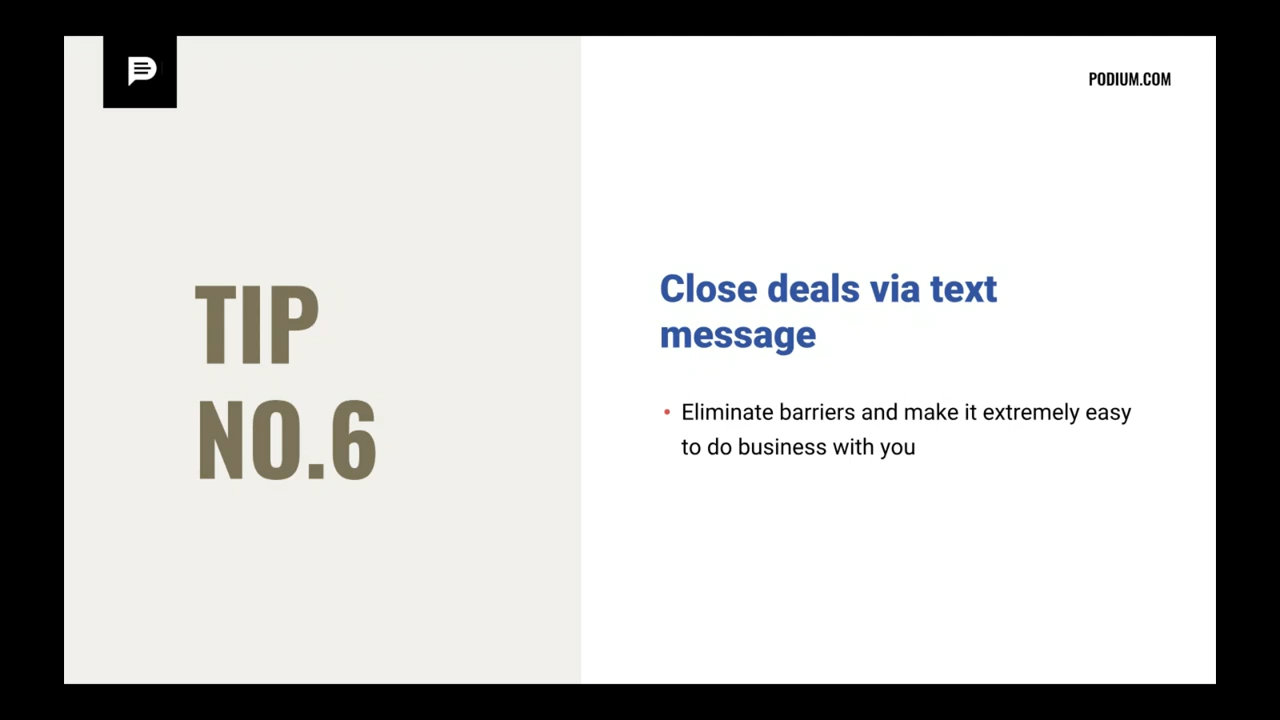 PODIUM.COM
TIP
NO.6
Close deals via text
message
• Eliminate barriers and make it extremely easy
to do business with you